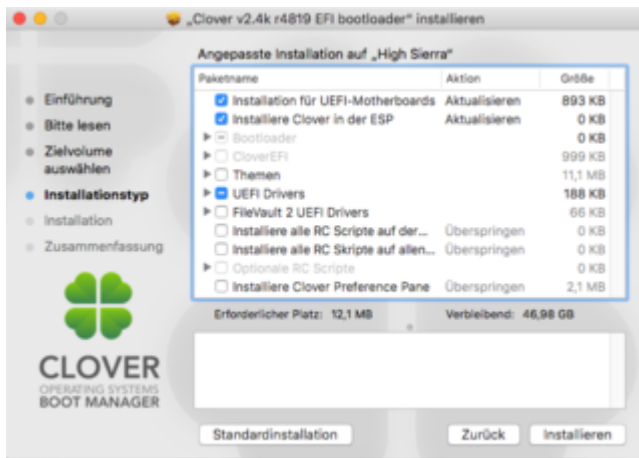 „Clover v2.4k r4819 EFI bootloader“ installieren
Angepasste Installation auf „High Sierra“
Paketname Aktion Größe
Installation für UEFI-Motherboards Aktualisieren 893 KB
Installiere Clover in der ESP Aktualisieren 0 KB
Bootloader 0 KB
CloverEFI 999 KB
Themen 11,1 MB
UEFI Drivers 188 KB
FileVault 2 UEFI Drivers 66 KB
Installiere alle RC Scripte auf der... Überspringen 0 KB
Installiere alle RC Skripte auf allen... Überspringen 0 KB
Optionale RC Scripte 0 KB
Installiere Clover Preference Pane Überspringen 2,1 MB
Erforderlicher Platz: 12,1 MB Verbleibend: 46,98 GB
Einführung
Bitte lesen
Zielvolume
auswählen
Installationstyp
Installation
Zusammenfassung
CLOVER
OPERATING SYSTEMS
BOOT MANAGER
Standardinstallation Zurück Installieren